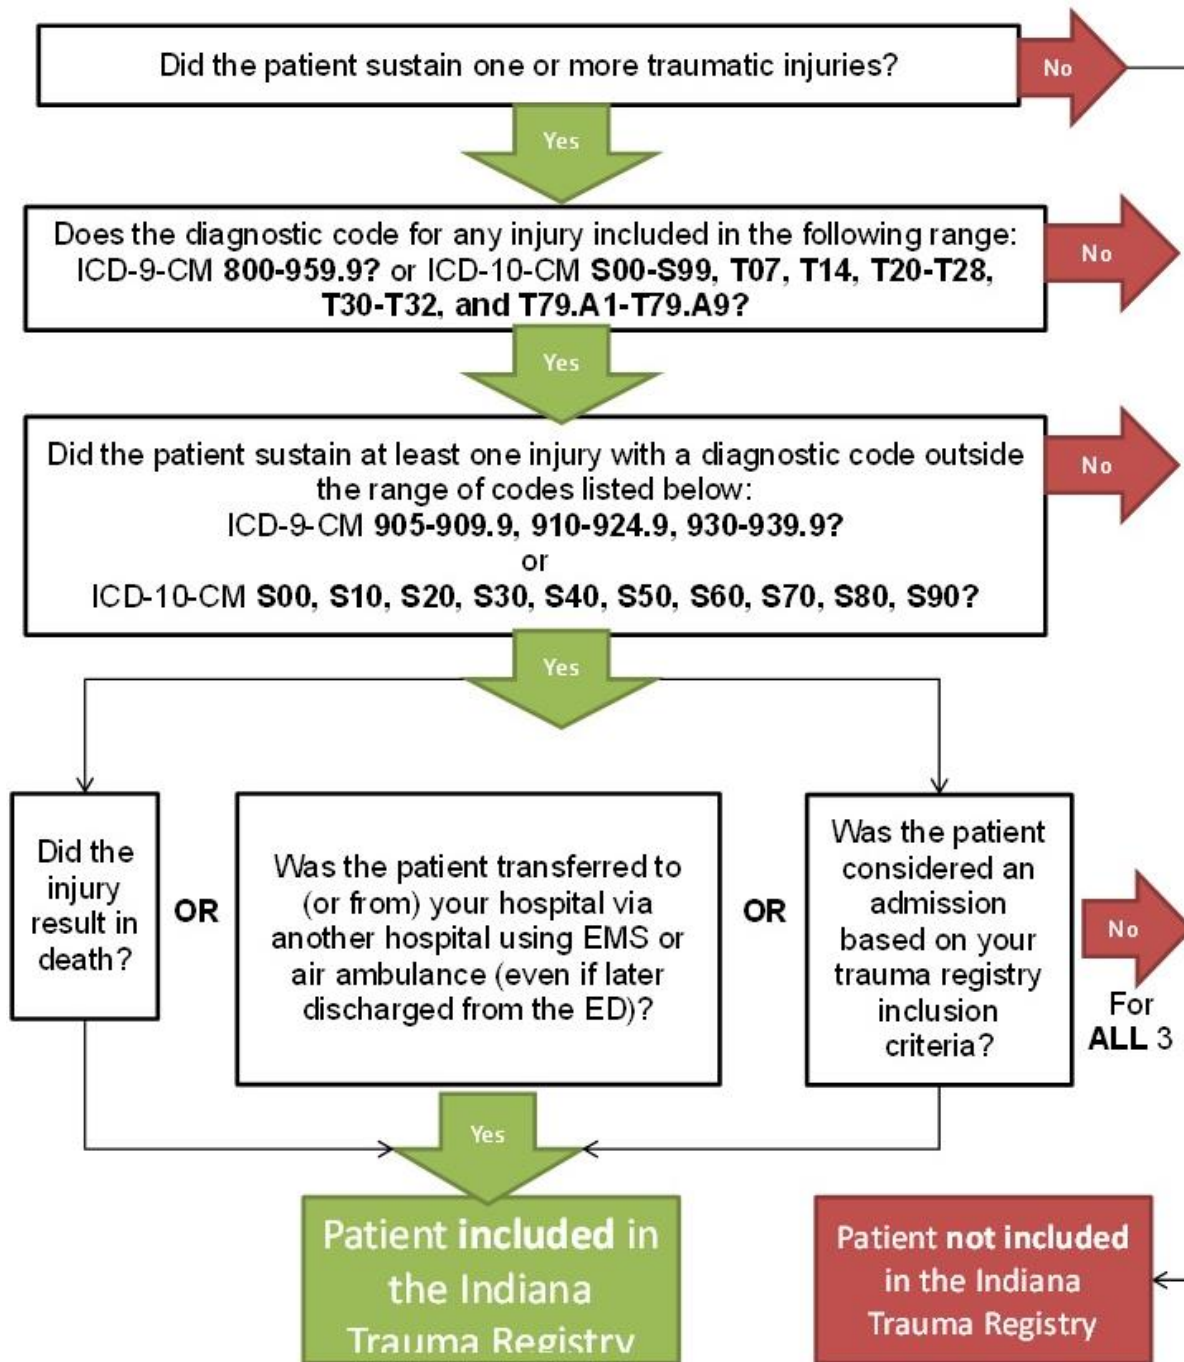 Did the patient sustain one or more traumatic injuries?
No
Yes
Does the diagnostic code for any injury included in the following range:
ICD-9-CM 800-959.9? or ICD-10-CM S00-S99, T07, T14, T20-T28,
T30-T32, and T79.A1-T79.A9?
No
Yes
Did the patient sustain at least one injury with a diagnostic code outside
the range of codes listed below:
ICD-9-CM 905-909.9, 910-924.9, 930-939.9?
or
ICD-10-CM S00, S10, S20, S30, S40, S50, S60, S70, S80, S90?
No
Yes
Did the
injury
result in
death?
OR
Was the patient transferred to
(or from) your hospital via
another hospital using EMS or
air ambulance (even if later
discharged from the ED)?
OR
Was the patient
considered an
admission
based on your
trauma registry
inclusion
criteria?
No
For
ALL 3
Yes
Patient included in
the Indiana
Trauma Registry
Patient not included
in the Indiana
Trauma Registry